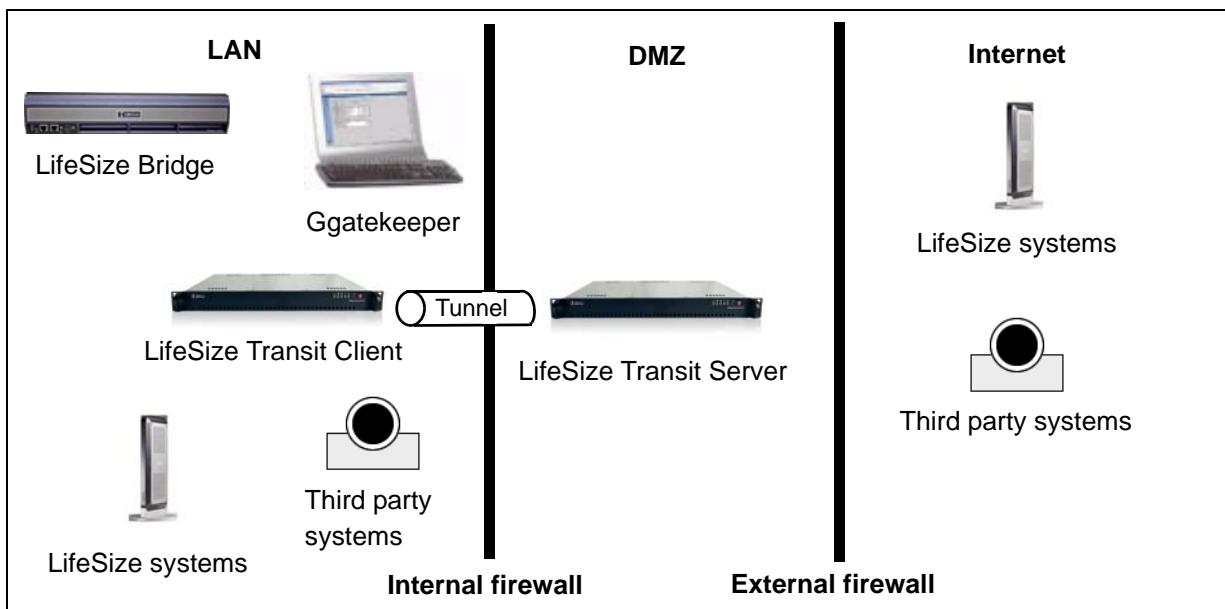 LAN
DMZ
Internet
LifeSize Bridge
Ggatekeeper
LifeSize systems
Tunnel
LifeSize Transit Client
LifeSize Transit Server
Third party systems
Third party
systems
LifeSize systems
Internal firewall
External firewall